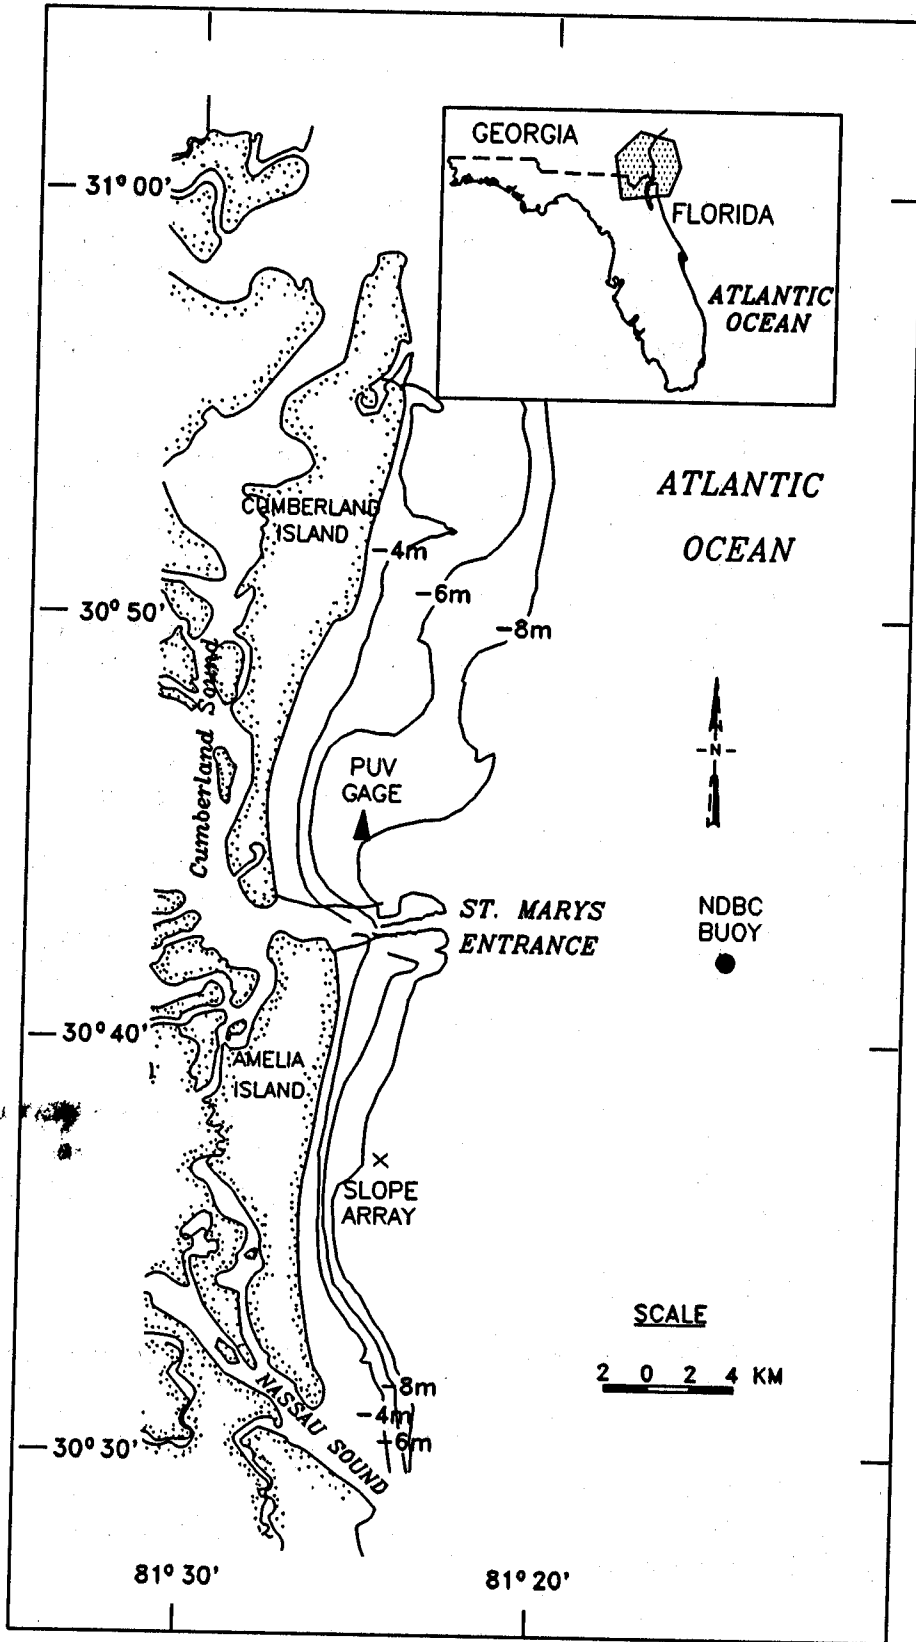 GEORGIA
FLORIDA
ATLANTIC
OCEAN
31° 00'
ATLANTIC
OCEAN
CUMBERLAND
ISLAND
-4m
-6m
-8m
30° 50'
Cumberland Sound
-N-
PUV
GAGE
ST. MARYS
ENTRANCE
NDBC
BUOY
30° 40'
AMELIA
ISLAND
SLOPE
ARRAY
SCALE
2 0 2 4 KM
NASSAU SOUND
-8m
-4m
-6m
30° 30'
81° 30'
81° 20'